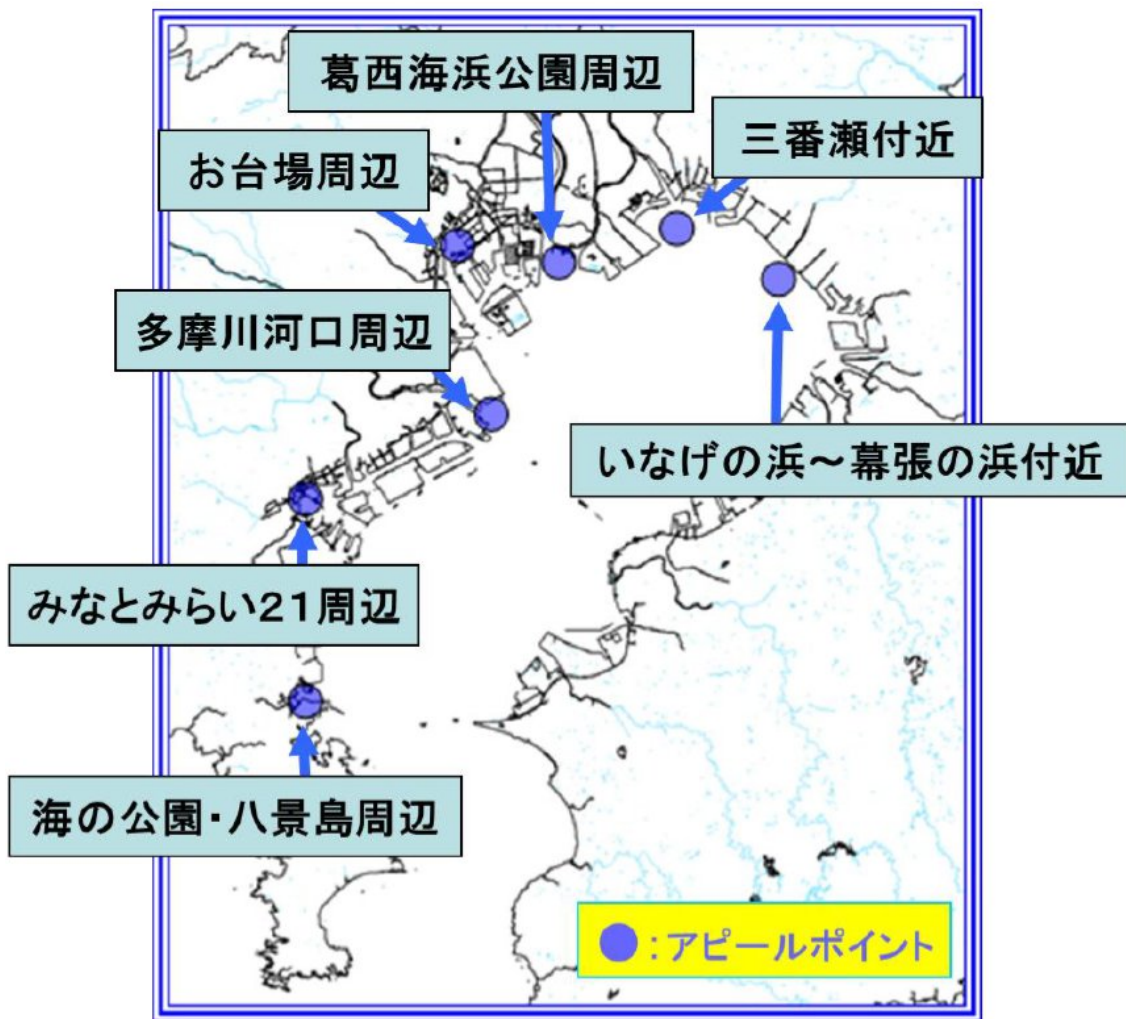 葛西海浜公園周辺
三番瀬付近
お台場周辺
多摩川河口周辺
いなげの浜～幕張の浜付近
みなとみらい21周辺
海の公園・八景島周辺
●:アピールポイント